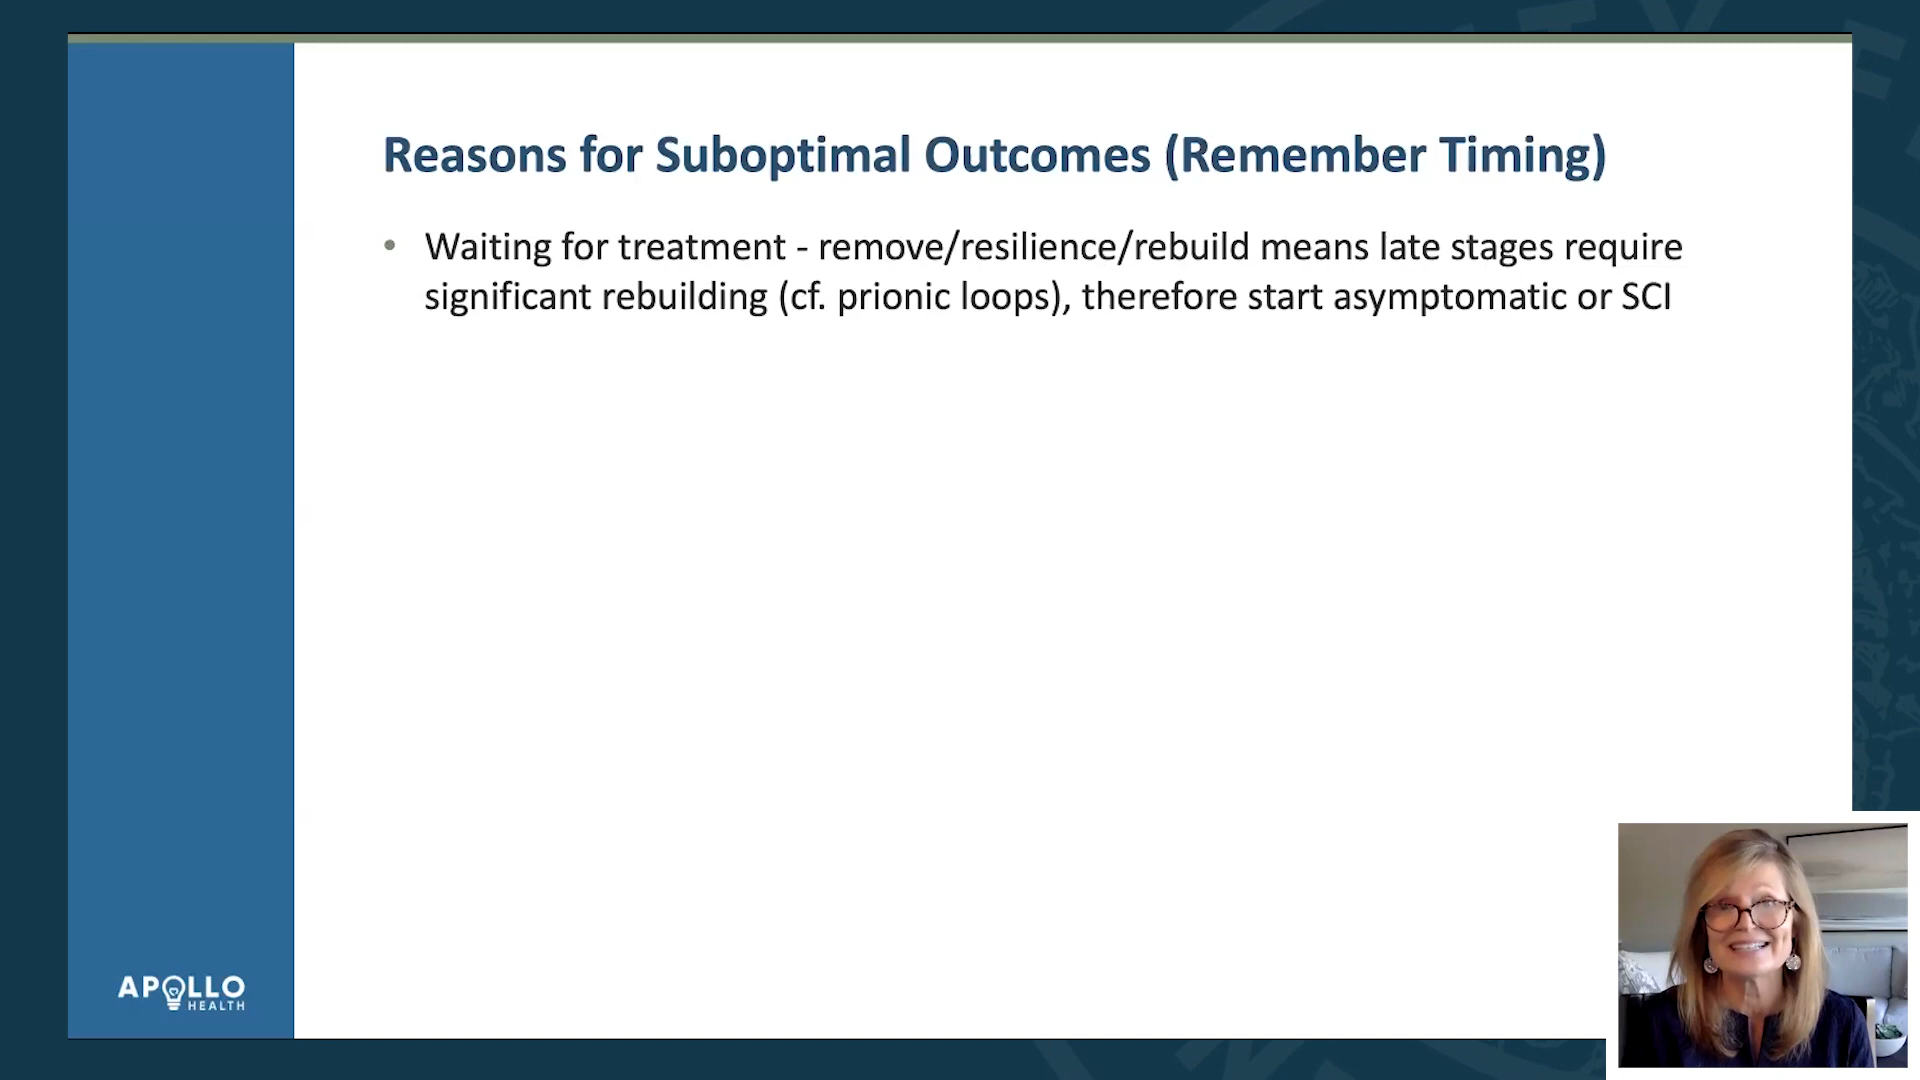 Reasons for Suboptimal Outcomes (Remember Timing)
• Waiting for treatment - remove/resilience/rebuild means late stages require
significant rebuilding (cf. prionic loops), therefore start asymptomatic or SCI
APOLLO
HEALTH